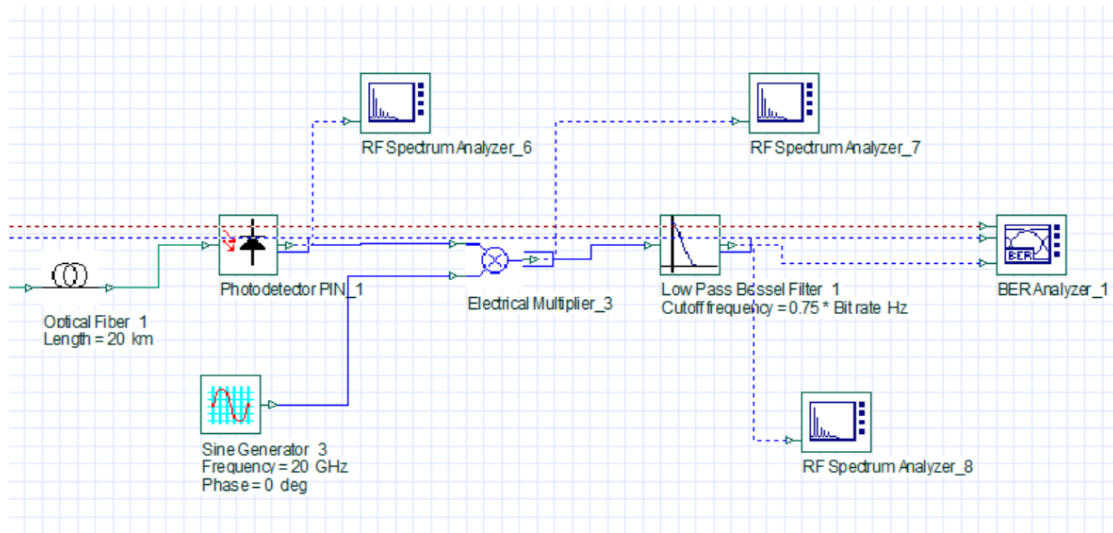 RF Spectrum Analyzer_6
RF Spectrum Analyzer_7
Photodetector PIN_1
Electrical Multiplier_3
Low Pass Bessel Filter 1
Cutoff frequency = 0.75 * Bit rate Hz
BER
BER Analyzer_1
Optical Fiber 1
Length = 20 km
Sine Generator 3
Frequency = 20 GHz
Phase = 0 deg
RF Spectrum Analyzer_8